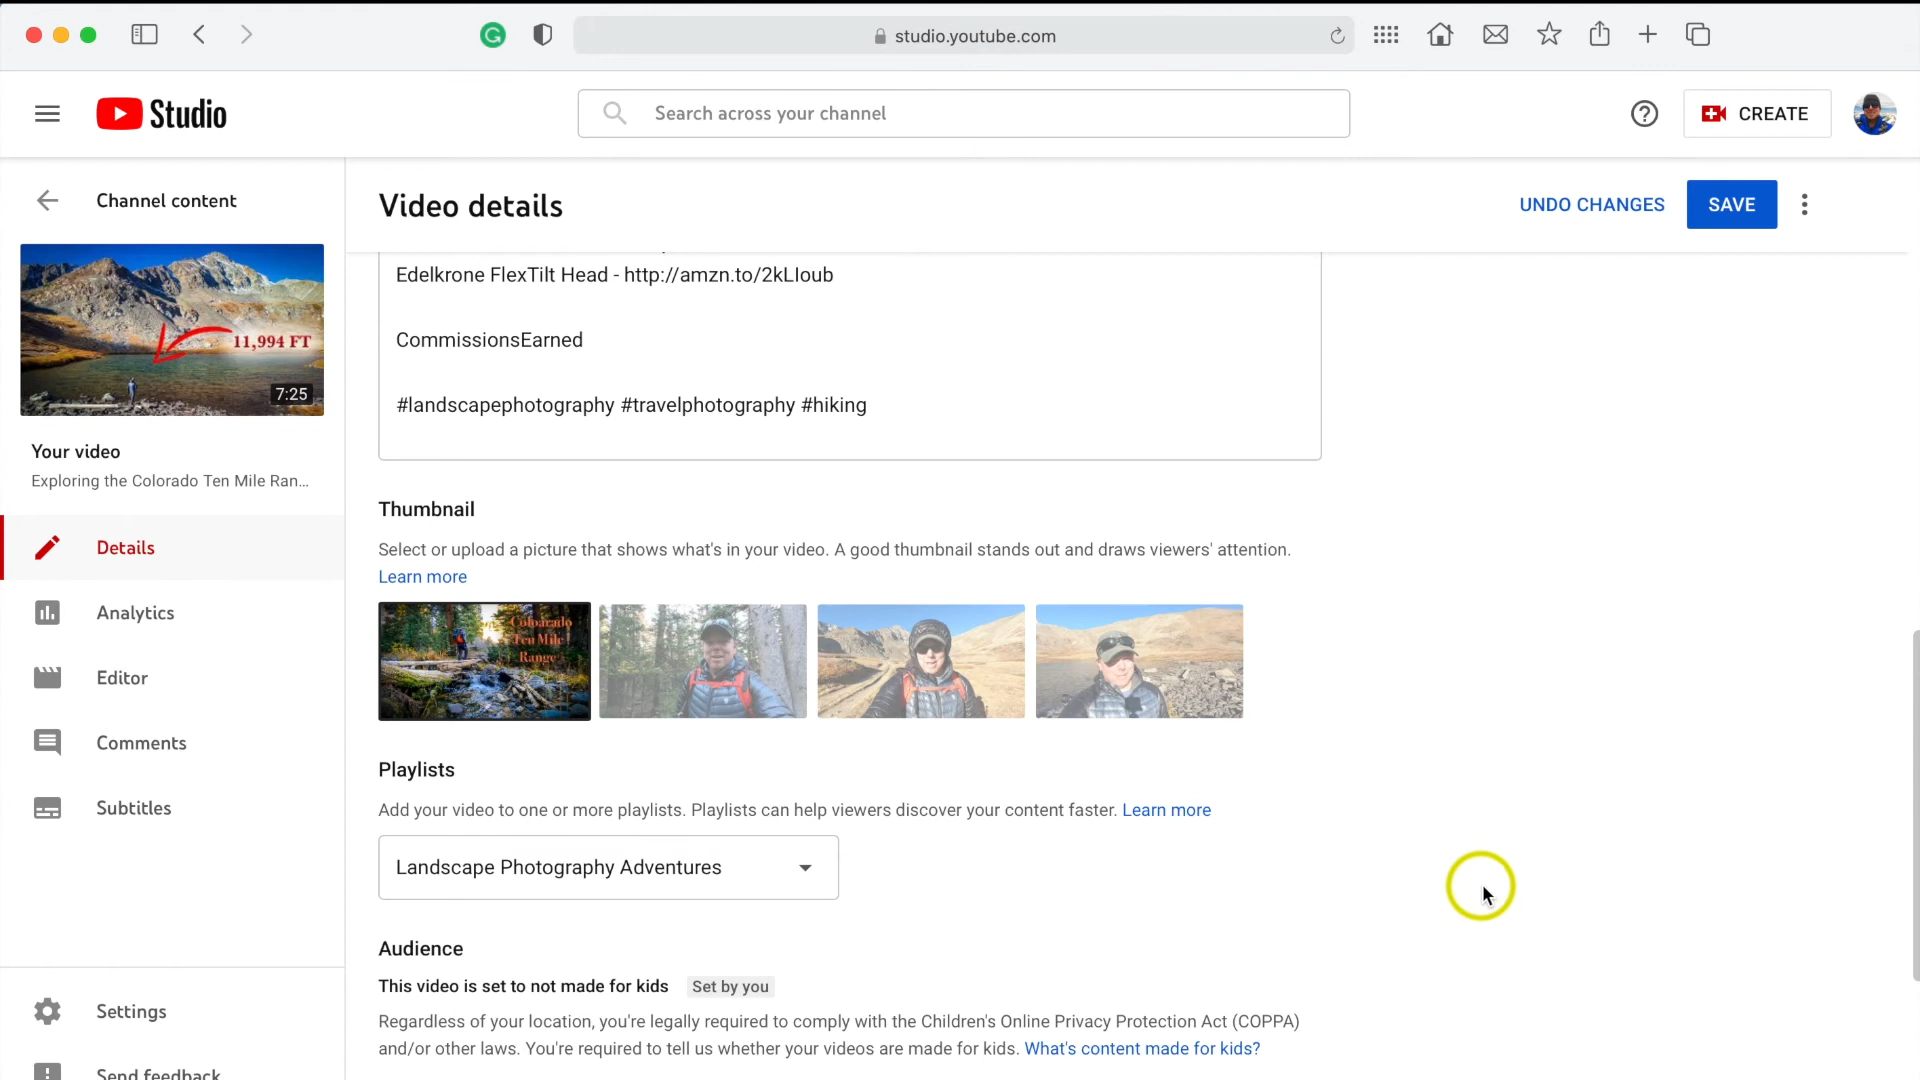 studio.youtube.com
Studio
Search across your channel
CREATE
Channel content
Video details
UNDO CHANGES
SAVE
11,994 FT
7:25
Your video
Exploring the Colorado Ten Mile Ran...
Details
Analytics
Editor
Comments
Subtitles
Settings
Send feedback
Edelkrone FlexTilt Head - http://amzn.to/2kLloub
CommissionsEarned
#landscapephotography #travelphotography #hiking
Thumbnail
Select or upload a picture that shows what's in your video. A good thumbnail stands out and draws viewers' attention.
Learn more
Coloarado
Ten Mile
Range
Playlists
Add your video to one or more playlists. Playlists can help viewers discover your content faster. Learn more
Landscape Photography Adventures
Audience
This video is set to not made for kids Set by you
Regardless of your location, you're legally required to comply with the Children's Online Privacy Protection Act (COPPA)
and/or other laws. You're required to tell us whether your videos are made for kids. What's content made for kids?